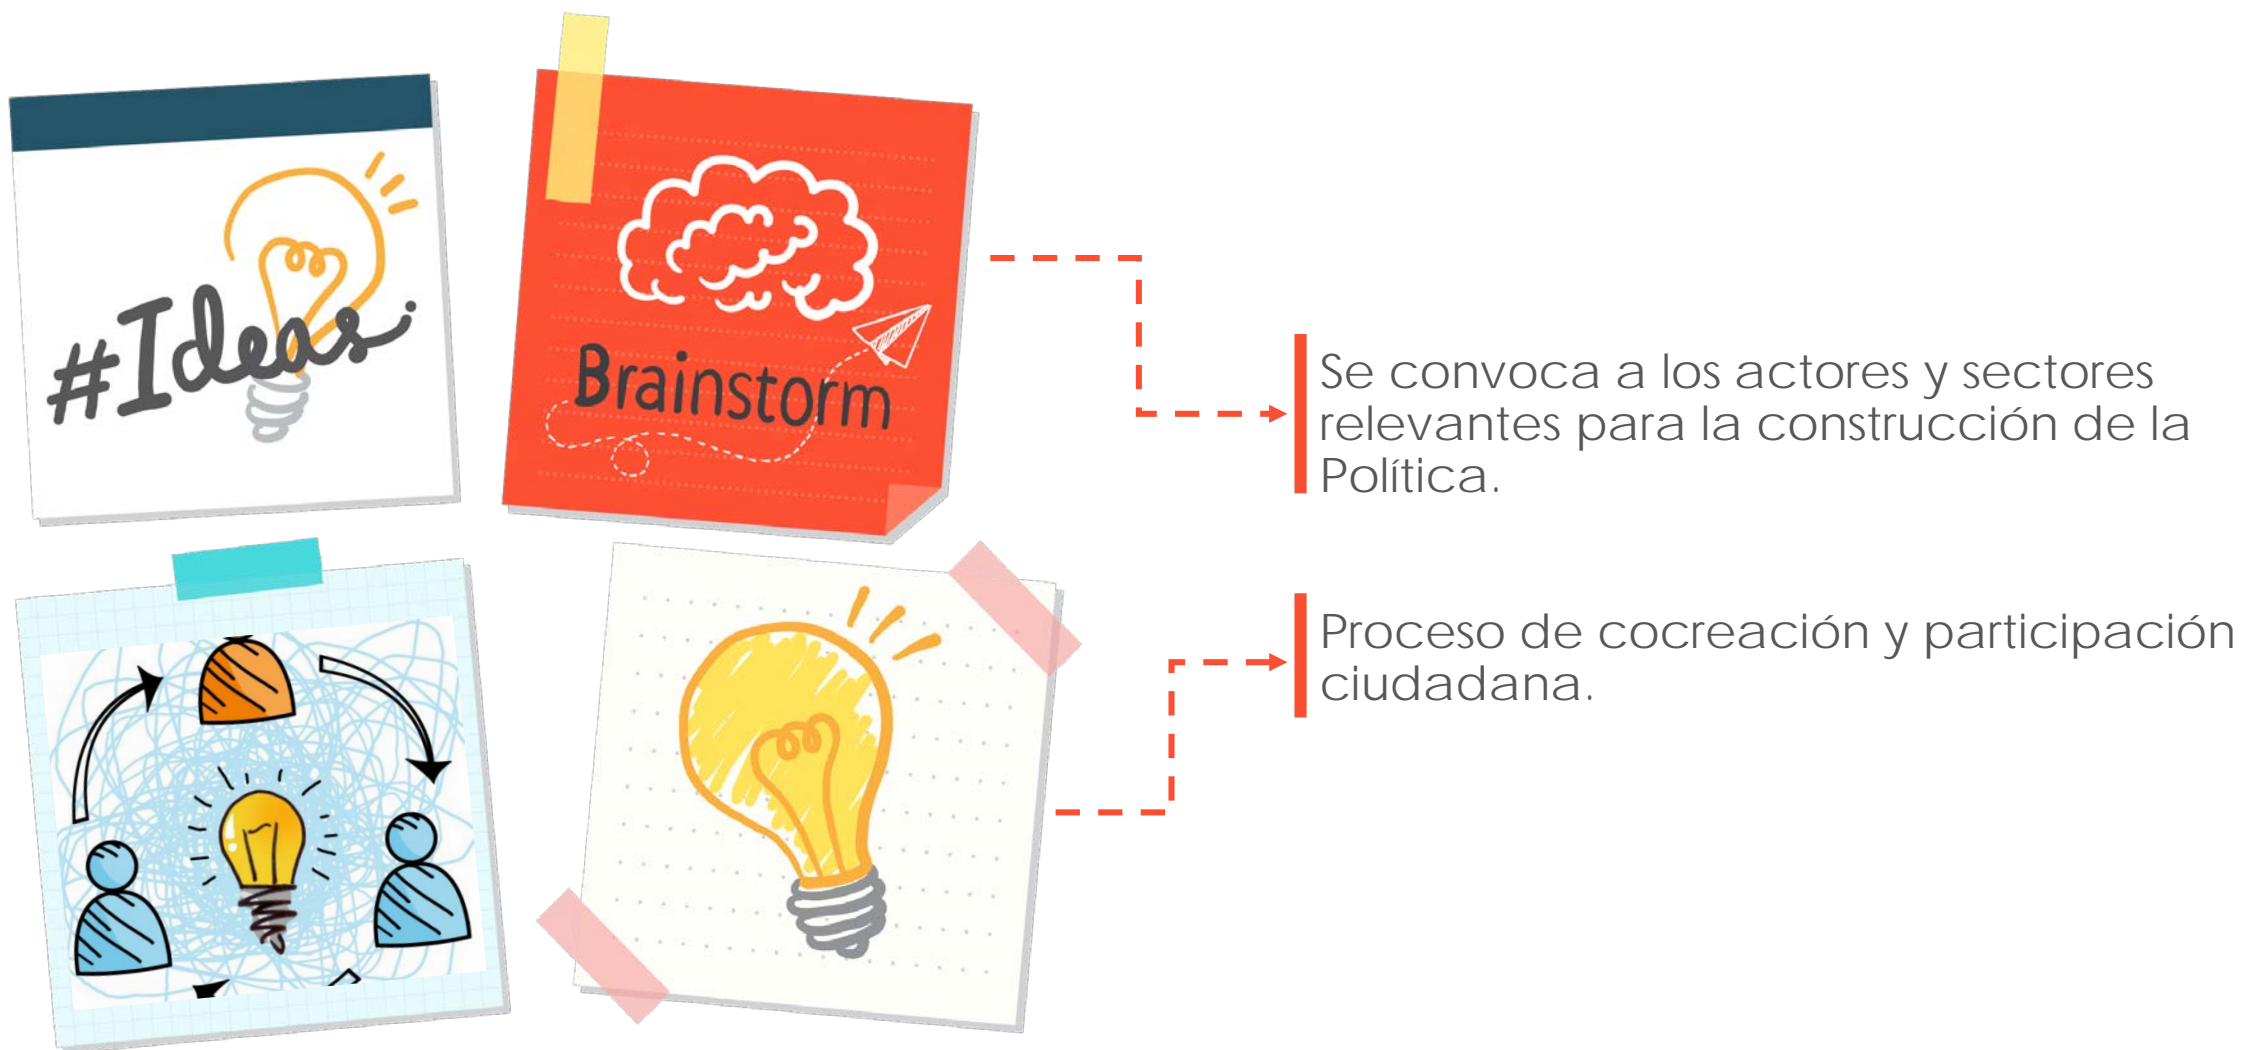 #Ideas
Brainstorm
Se convoca a los actores y sectores
relevantes para la construcción de la
Política.
Proceso de cocreación y participación
ciudadana.